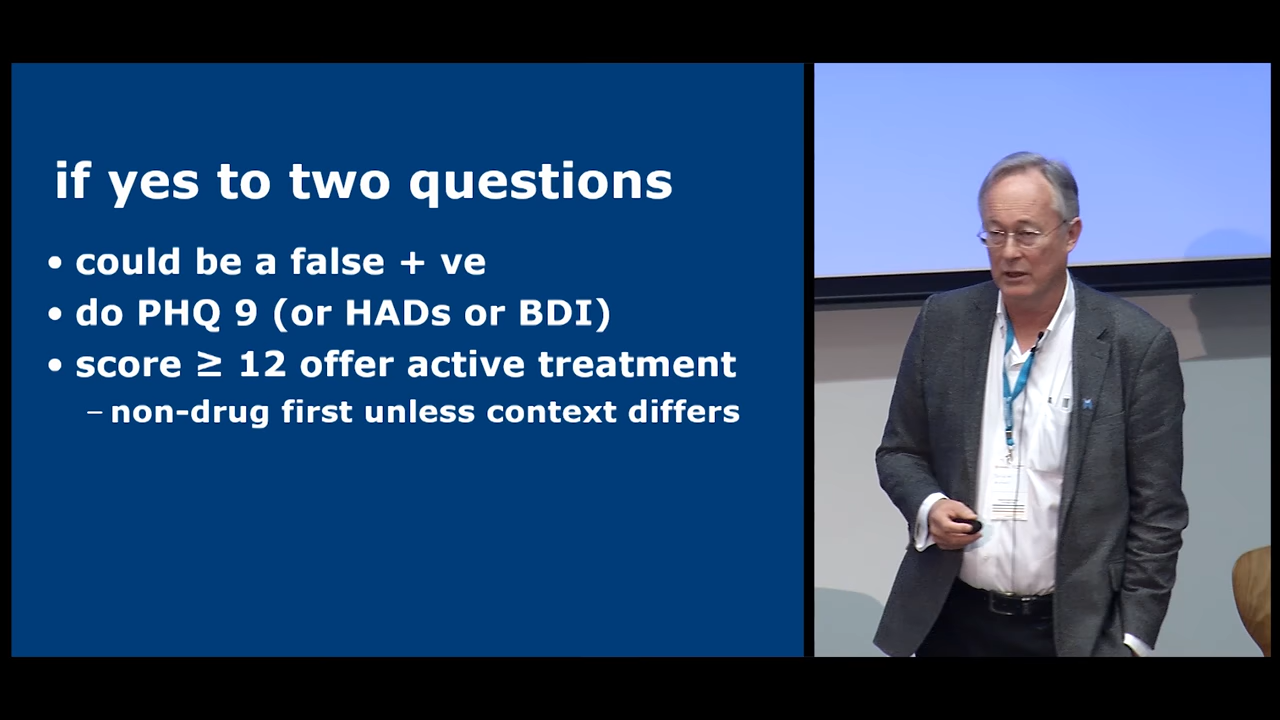 if yes to two questions
• could be a false + ve
• do PHQ 9 (or HADs or BDI)
• score ≥ 12 offer active treatment
– non-drug first unless context differs